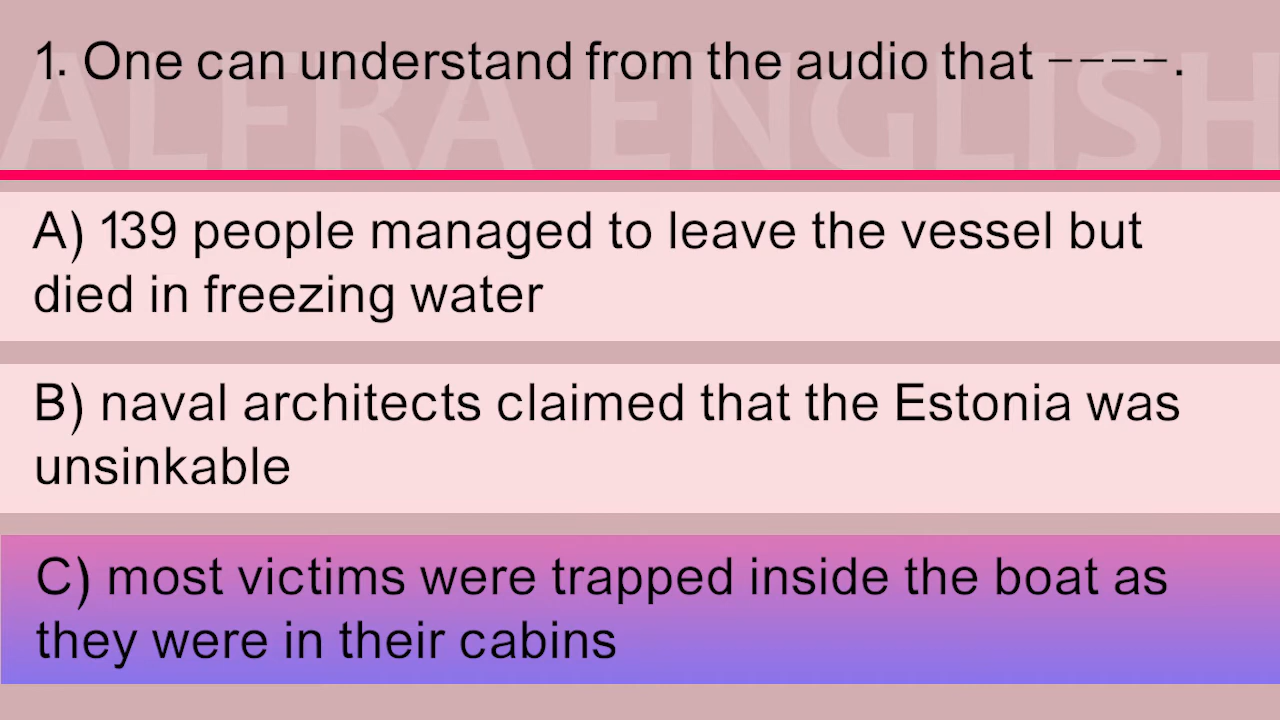 1. One can understand from the audio that ----.
ALFRA ENGLISH
A) 139 people managed to leave the vessel but
died in freezing water
B) naval architects claimed that the Estonia was
unsinkable
C) most victims were trapped inside the boat as
they were in their cabins